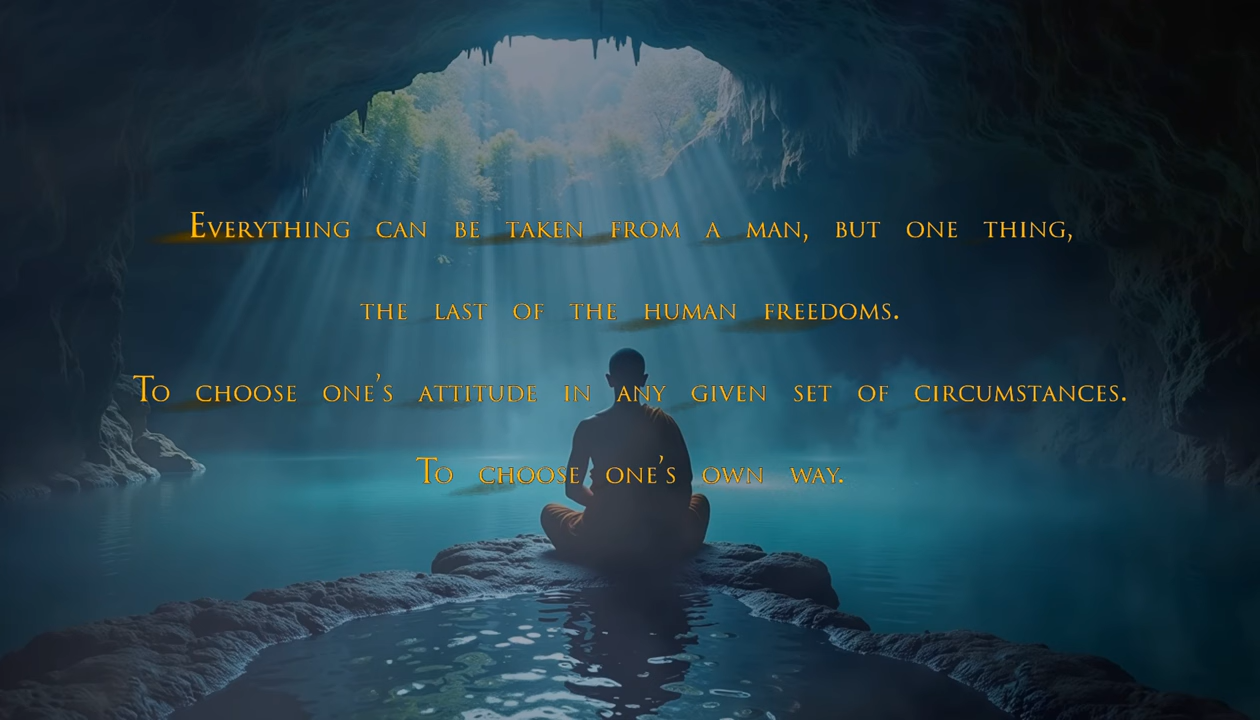 Everything can be taken from a man, but one thing,
the last of the human freedoms.
To choose one's attitude in any given set of circumstances.
To choose one's own way.